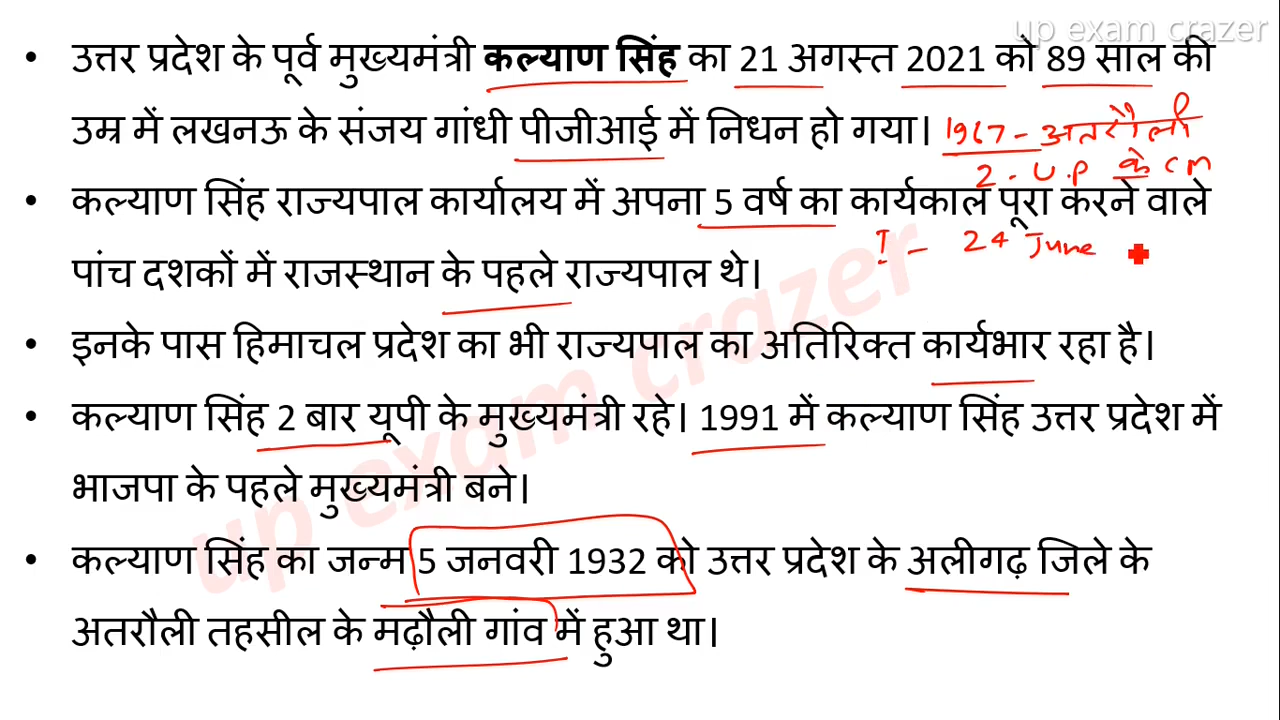 up exam crazer
• उत्तर प्रदेश के पूर्व मुख्यमंत्री कल्याण सिंह का 21 अगस्त 2021 को 89 साल की
उम्र में लखनऊ के संजय गांधी पीजीआई में निधन हो गया।
1967 - अतरौली
2 - U.P के CM
• कल्याण सिंह राज्यपाल कार्यालय में अपना 5 वर्ष का कार्यकाल पूरा करने वाले
I - 24 June
पांच दशकों में राजस्थान के पहले राज्यपाल थे।
• इनके पास हिमाचल प्रदेश का भी राज्यपाल का अतिरिक्त कार्यभार रहा है।
• कल्याण सिंह 2 बार यूपी के मुख्यमंत्री रहे। 1991 में कल्याण सिंह उत्तर प्रदेश में
भाजपा के पहले मुख्यमंत्री बने।
• कल्याण सिंह का जन्म 5 जनवरी 1932 को उत्तर प्रदेश के अलीगढ़ जिले के
अतरौली तहसील के मढ़ौली गांव में हुआ था।
up exam crazer